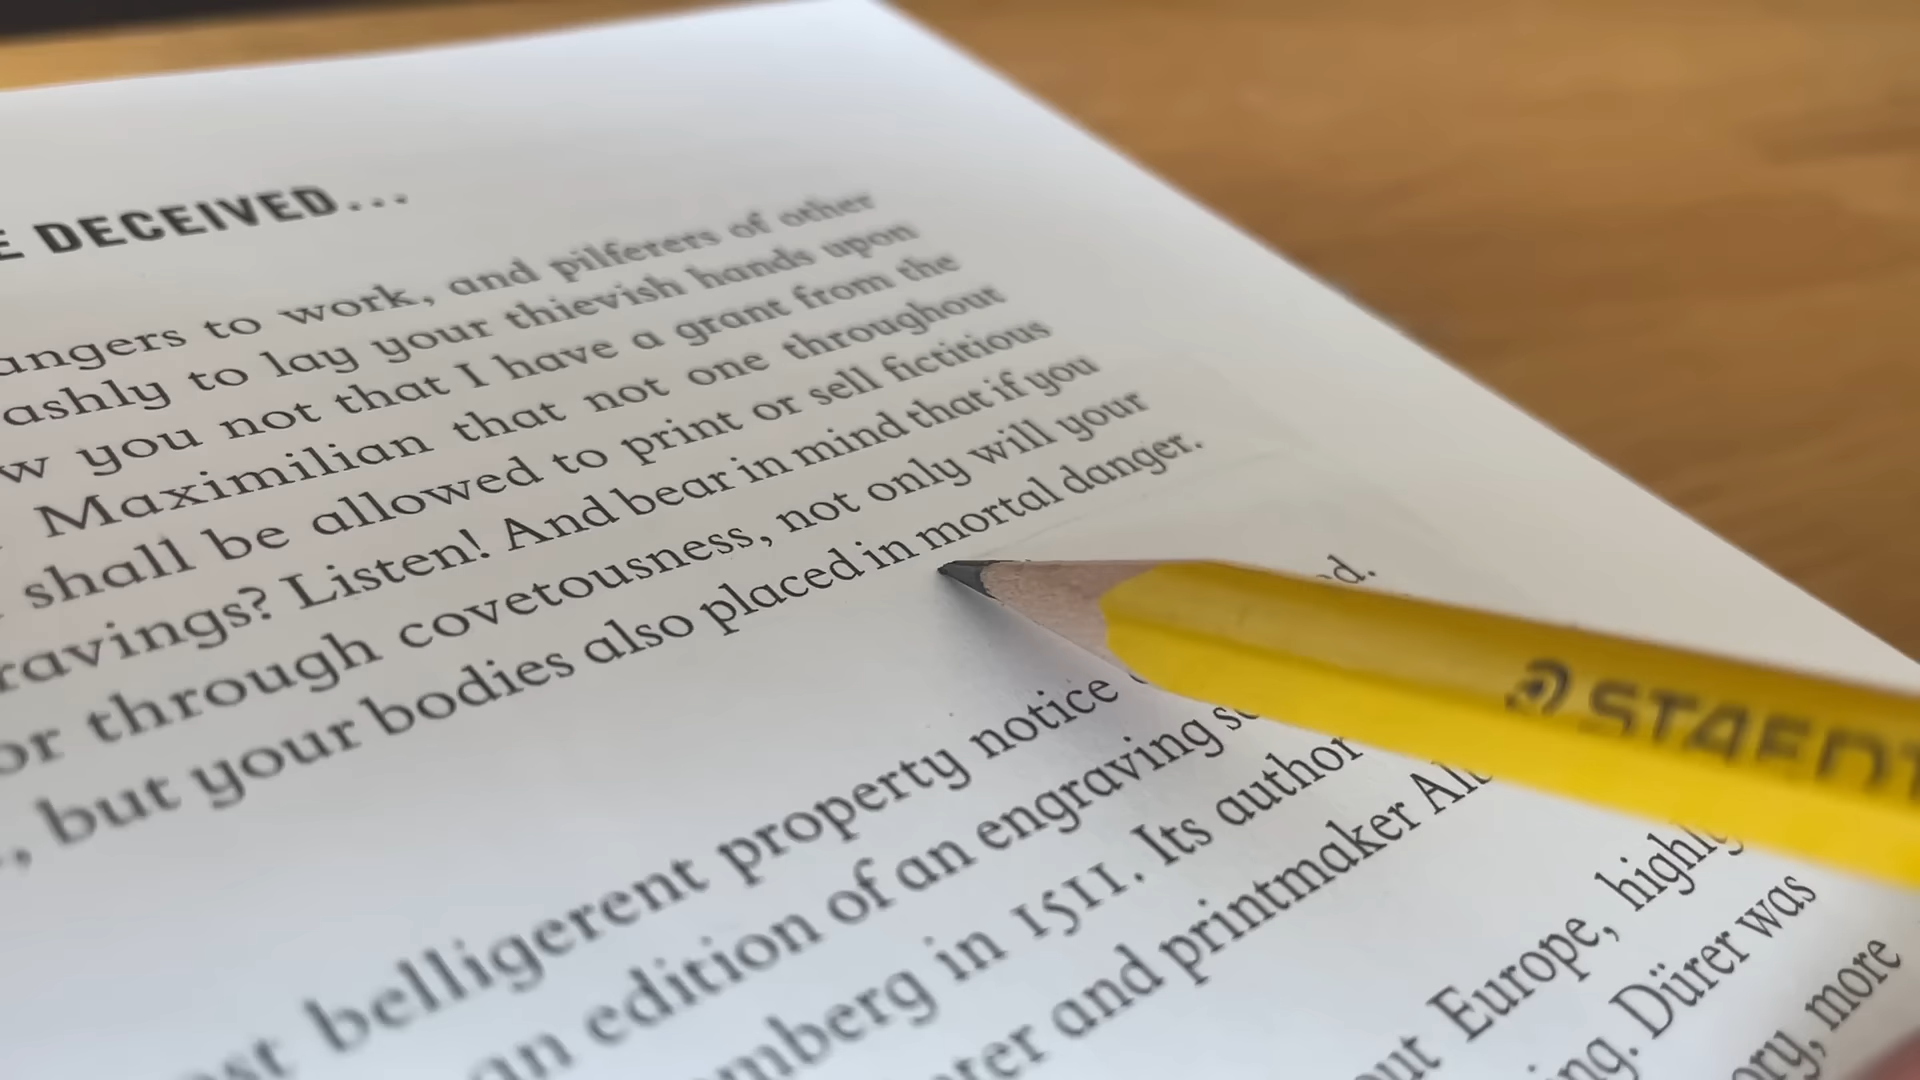 E DECEIVED...
angers to work, and pilferers of other
ashly to lay your thievish hands upon
w you not that I have a grant from the
Maximilian that not one throughout
shall be allowed to print or sell fictitious
ravings? Listen! And bear in mind that if you
or through covetousness, not only will your
, but your bodies also placed in mortal danger.
d.
st belligerent property notice
an edition of an engraving s
mberg in 1511. Its author
ter and printmaker Al
out Europe, highly
ing. Dürer was
ory, more
STAEDT